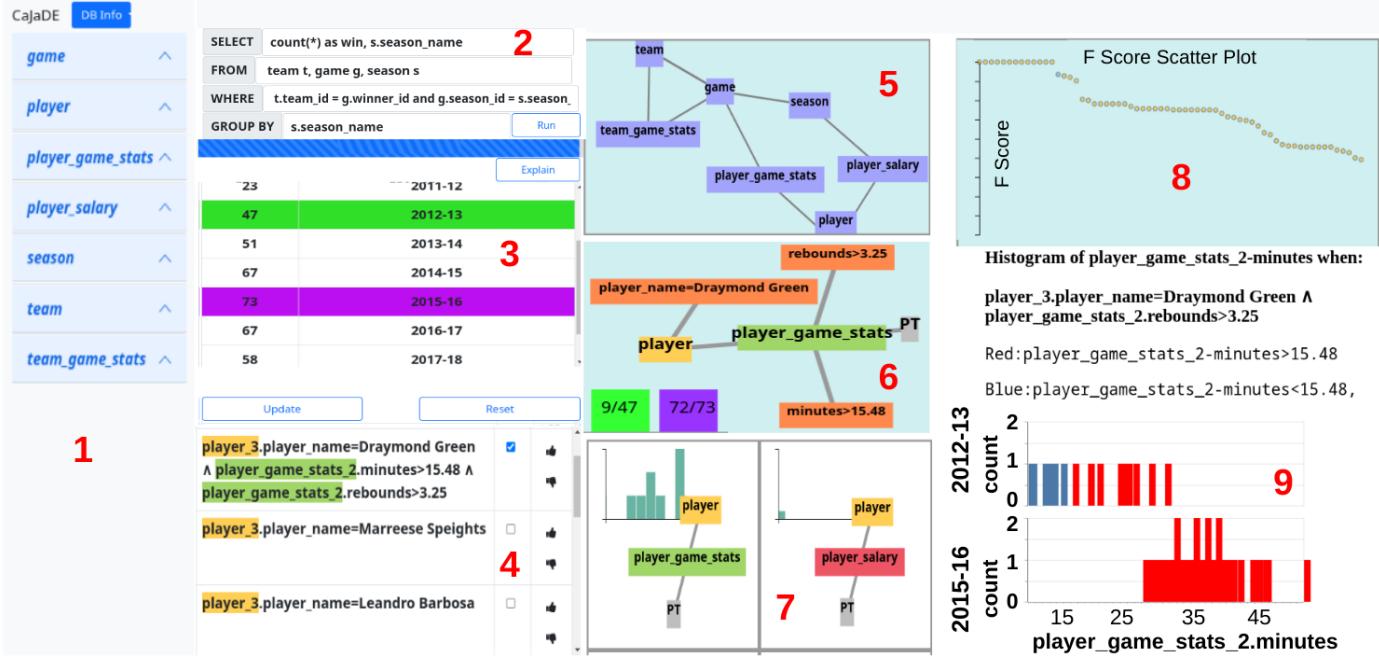 CaJaDE
DB Info
game
player
player_game_stats
player_salary
season
team
team_game_stats
1
SELECT count(*) as win, s.season_name
FROM team t, game g, season s
WHERE t.team_id = g.winner_id and g.season_id = s.season_
GROUP BY s.season_name
Run
2
Explain
23 2011-12
47 2012-13
51 2013-14
67 2014-15
73 2015-16
67 2016-17
58 2017-18
3
Update
Reset
player_3.player_name=Draymond Green
∧ player_game_stats_2.minutes>15.48 ∧
player_game_stats_2.rebounds>3.25
player_3.player_name=Marreese Speights
4
player_3.player_name=Leandro Barbosa
team
game
season
team_game_stats
player_salary
player_game_stats
player
5
rebounds>3.25
player_name=Draymond Green
PT
player_game_stats
player
6
9/47
72/73
minutes>15.48
player
player_game_stats
PT
player
player_salary
PT
7
F Score Scatter Plot
F Score
8
Histogram of player_game_stats_2-minutes when:
player_3.player_name=Draymond Green ∧
player_game_stats_2.rebounds>3.25
Red:player_game_stats_2-minutes>15.48
Blue:player_game_stats_2-minutes<15.48,
2012-13
count
2
1
0
9
2015-16
count
2
1
0
15 25 35 45
player_game_stats_2.minutes